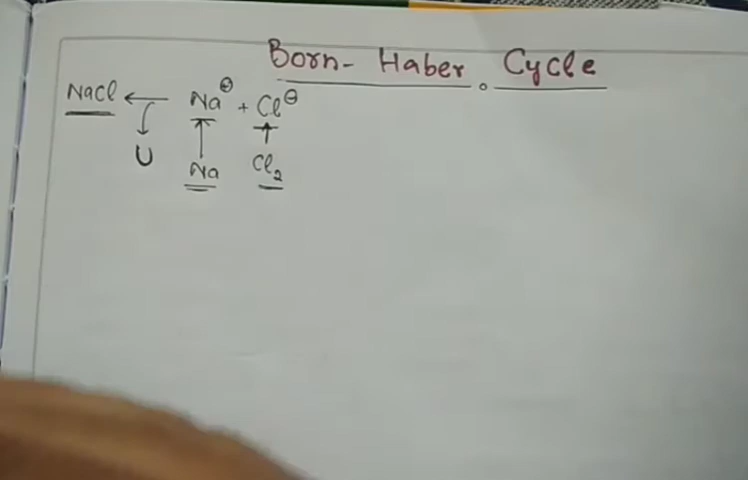 Born-Haber Cycle
NaCl ← Na⊕ + Cl⊖
U
Na Cl₂